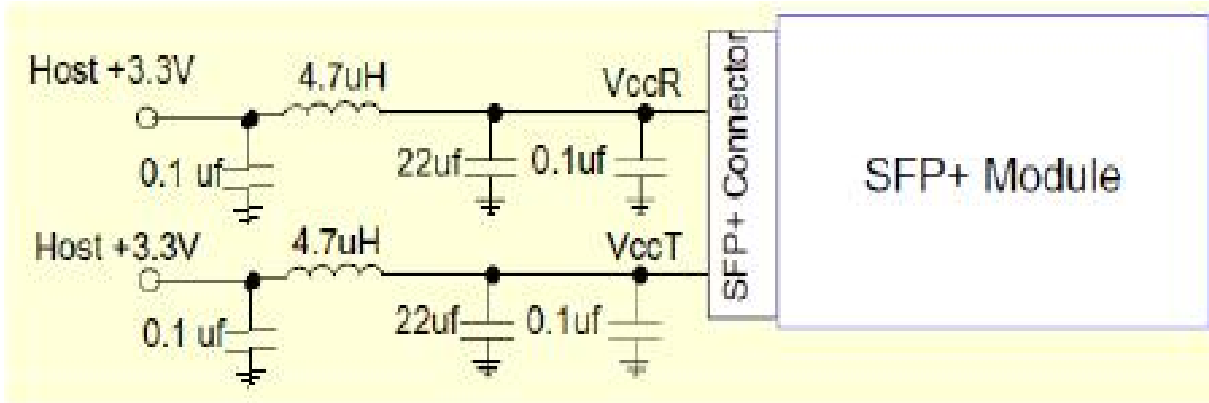 Host +3.3V
4.7uH
VccR
0.1 uf
22uf
0.1uf
Host +3.3V
4.7uH
VccT
0.1 uf
22uf
0.1uf
SFP+ Connector
SFP+ Module